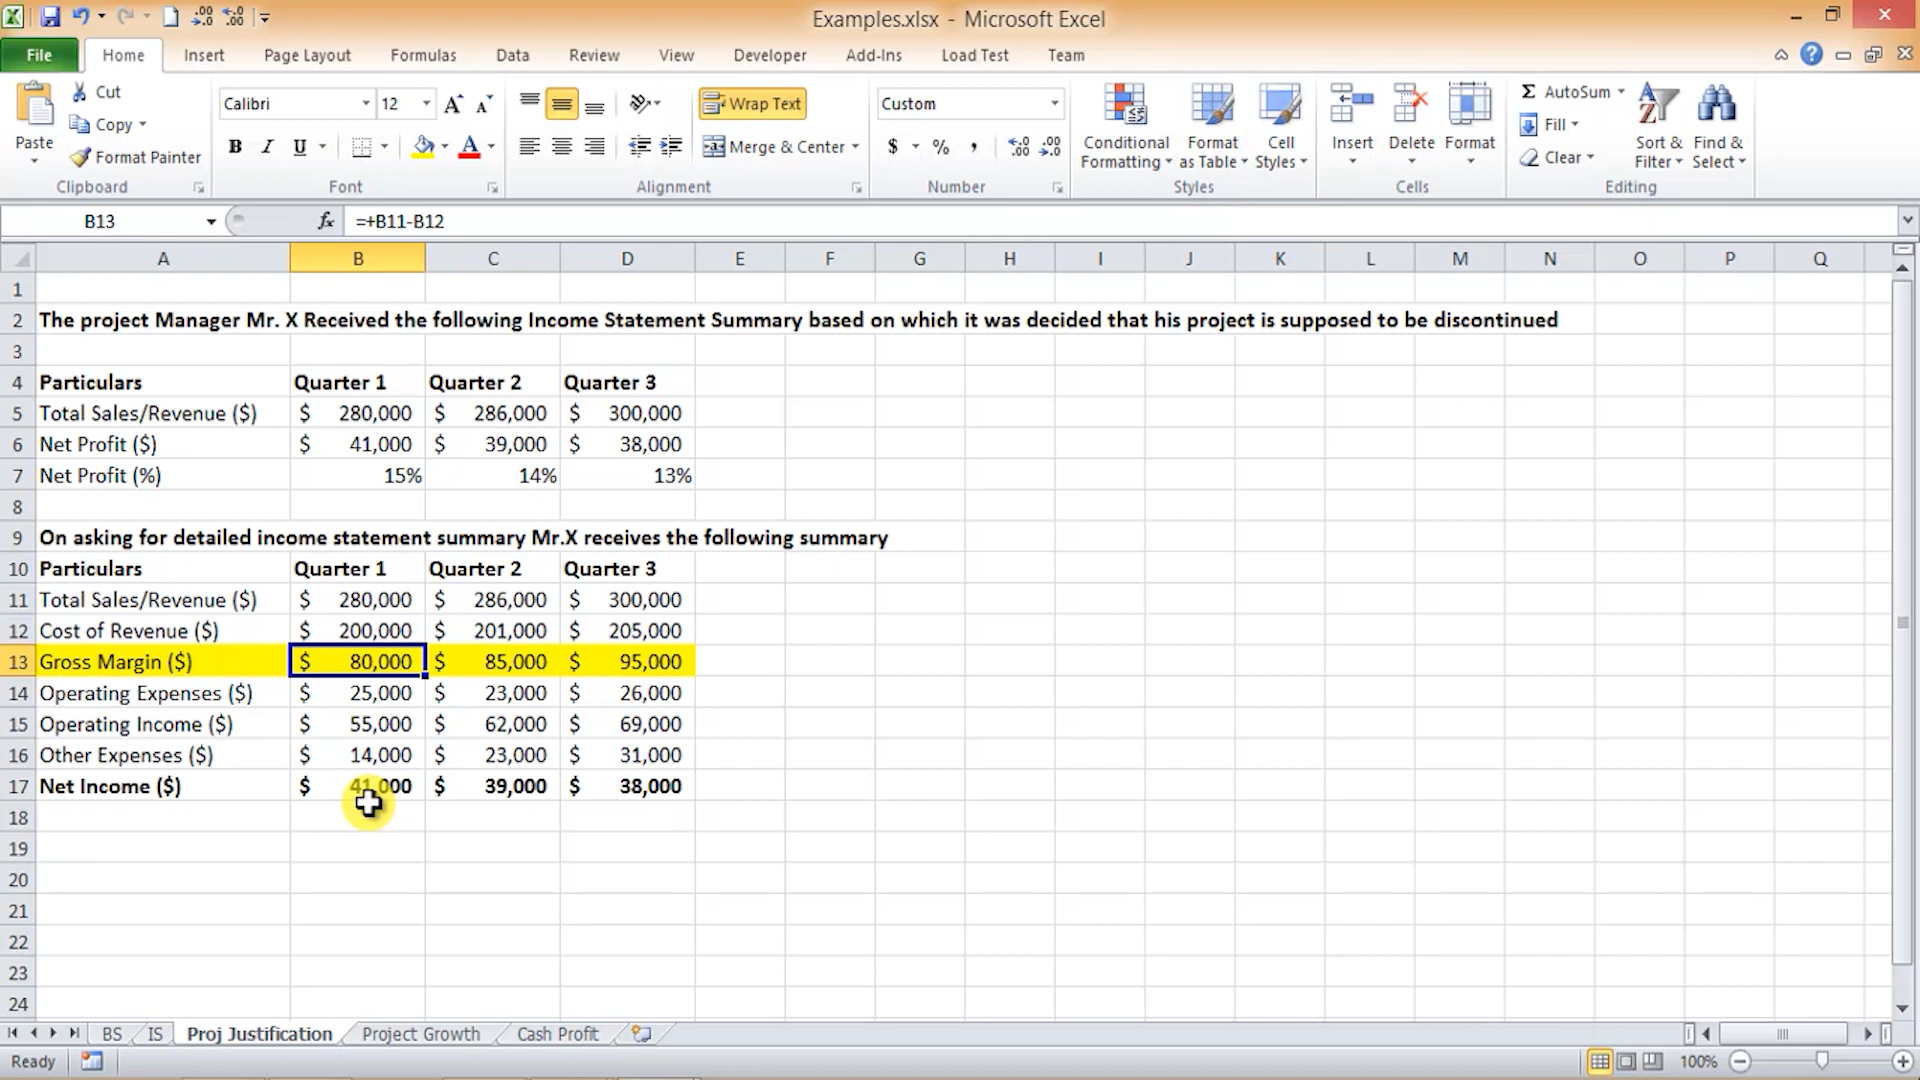 Examples.xlsx - Microsoft Excel
File Home Insert Page Layout Formulas Data Review View Developer Add-Ins Load Test Team
Paste
Cut
Copy
Format Painter
Clipboard
Calibri 12
B I U
Font
Wrap Text
Merge & Center
Alignment
Custom
$ % ,
Number
Conditional Formatting
Format as Table
Cell Styles
Styles
Insert Delete Format
Cells
Σ AutoSum
Fill
Clear
Sort & Filter
Find & Select
Editing
B13 fx =+B11-B12
A B C D E F G H I J K L M N O P Q
1
2 The project Manager Mr. X Received the following Income Statement Summary based on which it was decided that his project is supposed to be discontinued
3
4 Particulars Quarter 1 Quarter 2 Quarter 3
5 Total Sales/Revenue ($) $ 280,000 $ 286,000 $ 300,000
6 Net Profit ($) $ 41,000 $ 39,000 $ 38,000
7 Net Profit (%) 15% 14% 13%
8
9 On asking for detailed income statement summary Mr.X receives the following summary
10 Particulars Quarter 1 Quarter 2 Quarter 3
11 Total Sales/Revenue ($) $ 280,000 $ 286,000 $ 300,000
12 Cost of Revenue ($) $ 200,000 $ 201,000 $ 205,000
13 Gross Margin ($) $ 80,000 $ 85,000 $ 95,000
14 Operating Expenses ($) $ 25,000 $ 23,000 $ 26,000
15 Operating Income ($) $ 55,000 $ 62,000 $ 69,000
16 Other Expenses ($) $ 14,000 $ 23,000 $ 31,000
17 Net Income ($) $ 41,000 $ 39,000 $ 38,000
18
19
20
21
22
23
24
BS IS Proj Justification Project Growth Cash Profit
Ready 100%